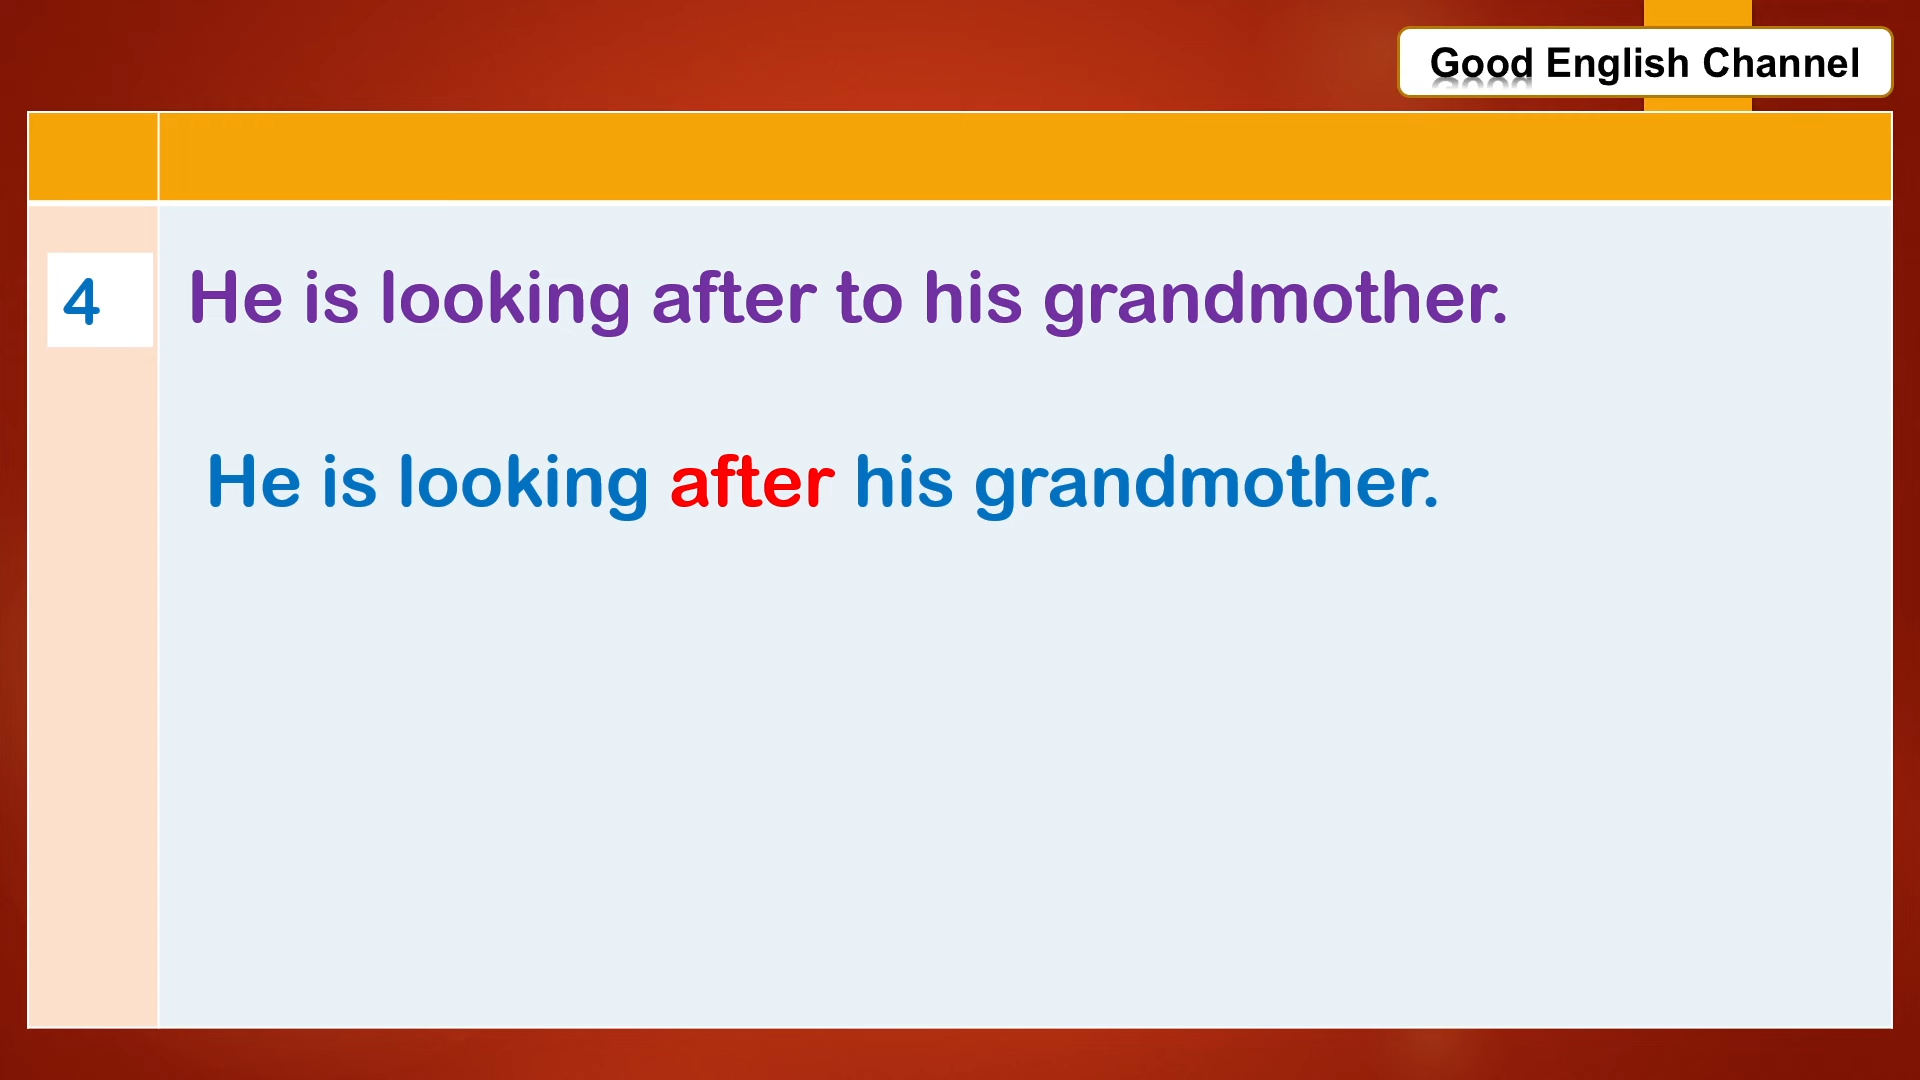 Good English Channel
4 He is looking after to his grandmother.
He is looking after his grandmother.